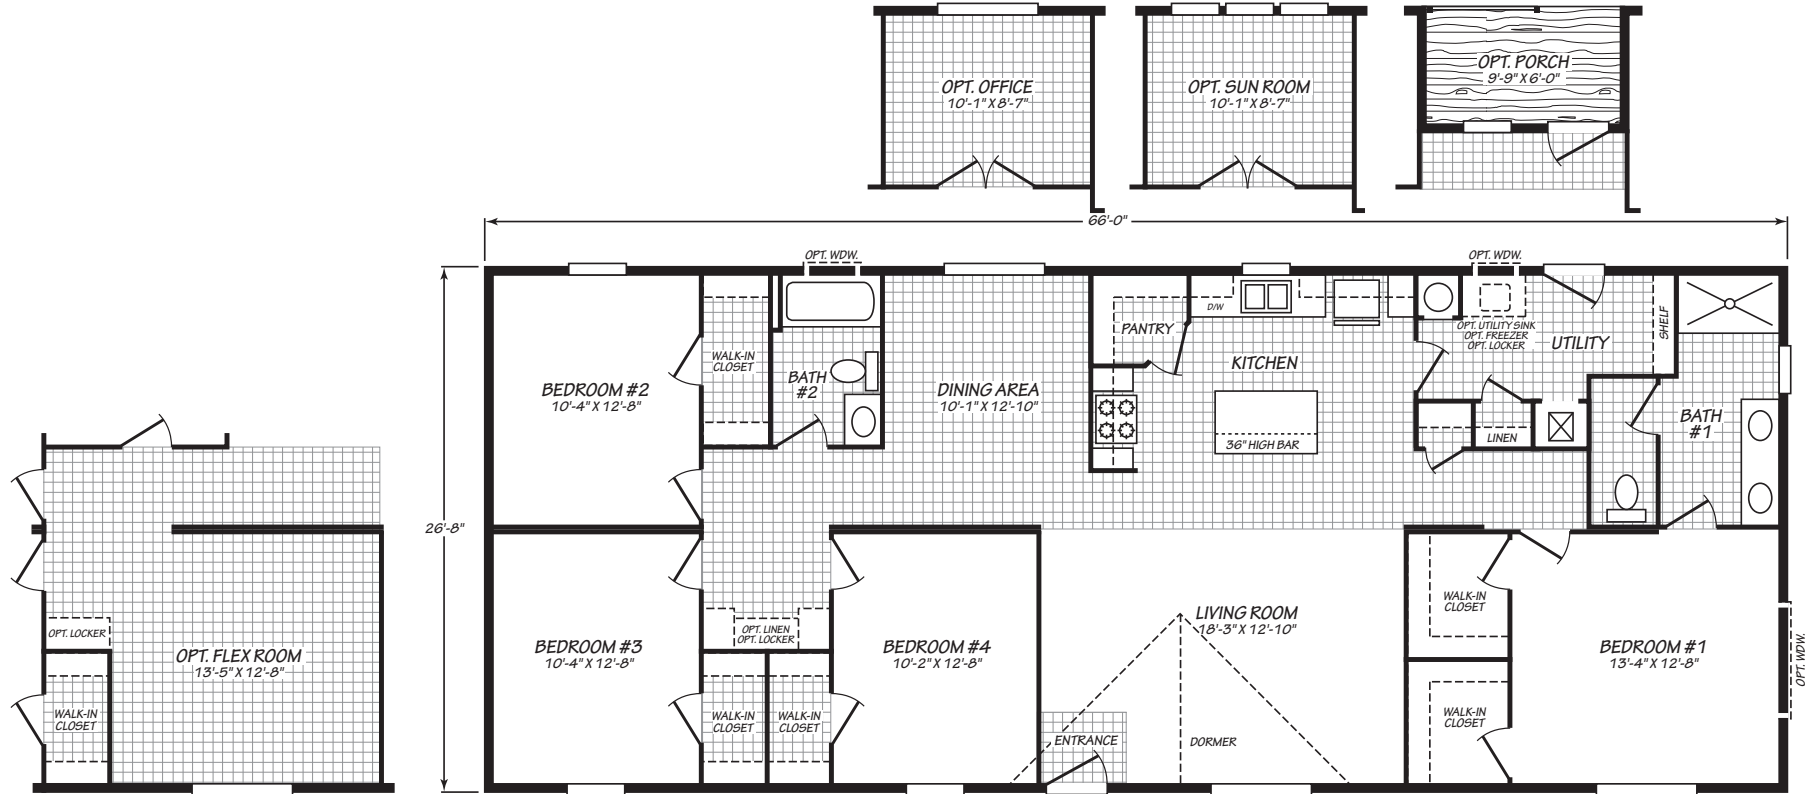 OPT. OFFICE
10'-1" X 8'-7"
OPT. SUN ROOM
10'-1" X 8'-7"
OPT. PORCH
9'-9" X 6'-0"
66'-0"
26'-8"
OPT. WDW.
OPT. WDW.
BEDROOM #2
10'-4" X 12'-8"
WALK-IN
CLOSET
BATH
#2
DINING AREA
10'-1" X 12'-10"
PANTRY
D/W
KITCHEN
36" HIGH BAR
OPT. UTILITY SINK
OPT. FREEZER
OPT. LOCKER
UTILITY
SHELF
LINEN
BATH
#1
OPT. LOCKER
OPT. FLEX ROOM
13'-5" X 12'-8"
WALK-IN
CLOSET
BEDROOM #3
10'-4" X 12'-8"
OPT. LINEN
OPT. LOCKER
WALK-IN
CLOSET
WALK-IN
CLOSET
BEDROOM #4
10'-2" X 12'-8"
LIVING ROOM
18'-3" X 12'-10"
ENTRANCE
DORMER
WALK-IN
CLOSET
WALK-IN
CLOSET
BEDROOM #1
13'-4" X 12'-8"
OPT. WDW.